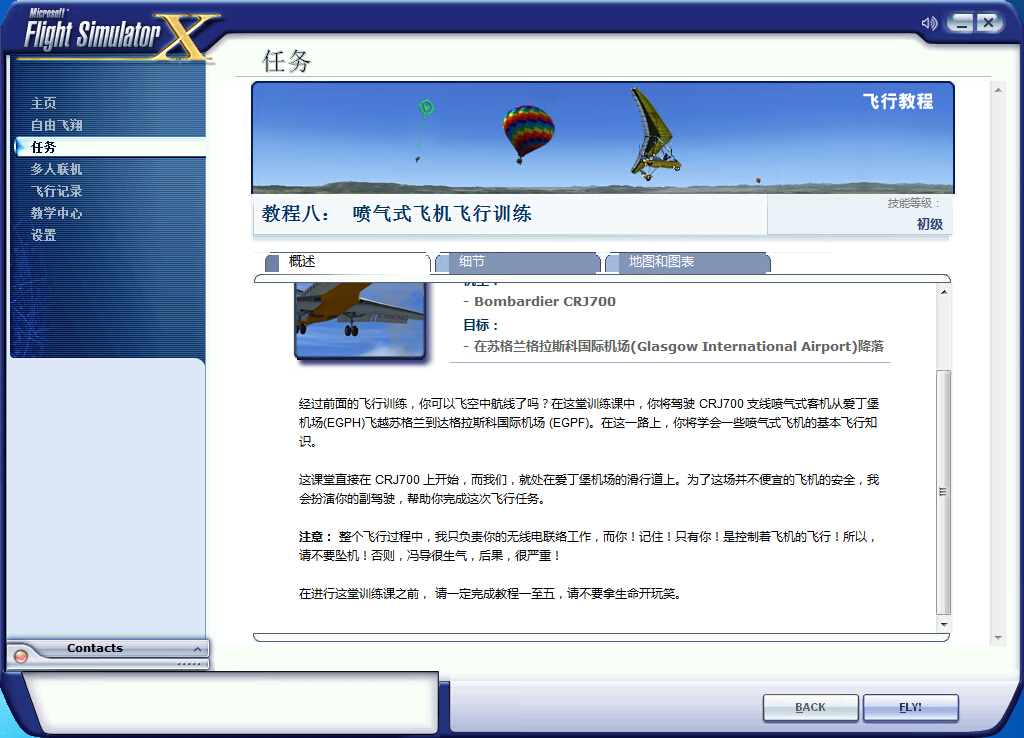 Microsoft
Flight Simulator X
任务
主页
自由飞翔
任务
多人联机
飞行记录
教学中心
设置
飞行教程
教程八： 喷气式飞机飞行训练
技能等级：
初级
概述
细节
地图和图表
- Bombardier CRJ700
目标：
- 在苏格兰格拉斯科国际机场(Glasgow International Airport)降落
经过前面的飞行训练，你可以飞空中航线了吗？在这堂训练课中，你将驾驶 CRJ700 支线喷气式客机从爱丁堡
机场(EGPH)飞越苏格兰到达格拉斯科国际机场 (EGPF)。在这一路上，你将学会一些喷气式飞机的基本飞行知
识。
这课堂直接在 CRJ700 上开始，而我们，就处在爱丁堡机场的滑行道上。为了这场并不便宜的飞机的安全，我
会扮演你的副驾驶，帮助你完成这次飞行任务。
注意： 整个飞行过程中，我只负责你的无线电联络工作，而你！记住！只有你！是控制着飞机的飞行！所以，
请不要坠机！否则，冯导很生气，后果，很严重！
在进行这堂训练课之前， 请一定完成教程一至五，请不要拿生命开玩笑。
Contacts
BACK
FLY!